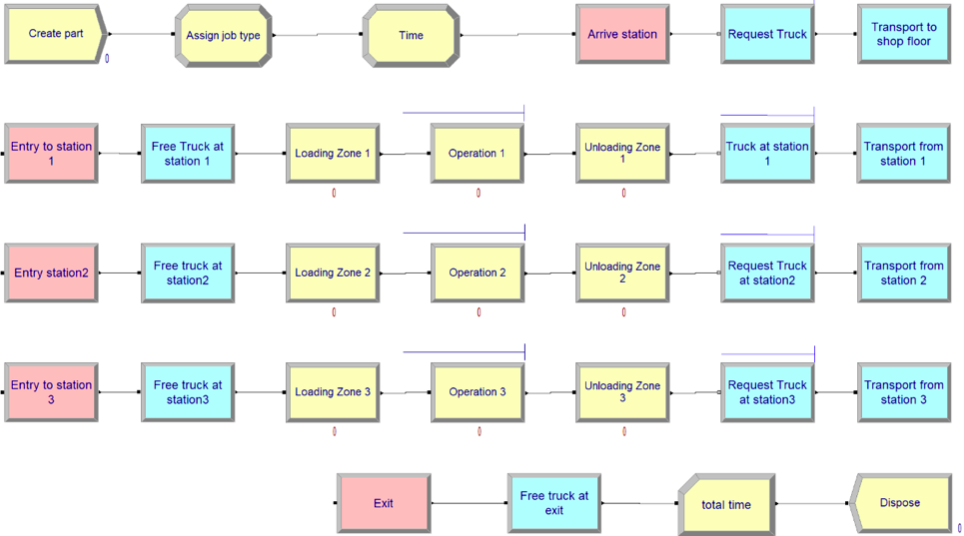 Create part
0
Assign job type
Time
Arrive station
Request Truck
Transport to
shop floor
Entry to station
1
Free Truck at
station 1
Loading Zone 1
0
Operation 1
0
Unloading Zone
1
0
Truck at station
1
Transport from
station 1
Entry station2
Free truck at
station2
Loading Zone 2
0
Operation 2
0
Unloading Zone
2
0
Request Truck
at station2
Transport from
station 2
Entry to station
3
Free truck at
station3
Loading Zone 3
0
Operation 3
0
Unloading Zone
3
0
Request Truck
at station3
Transport from
station 3
Exit
Free truck at
exit
total time
Dispose
0